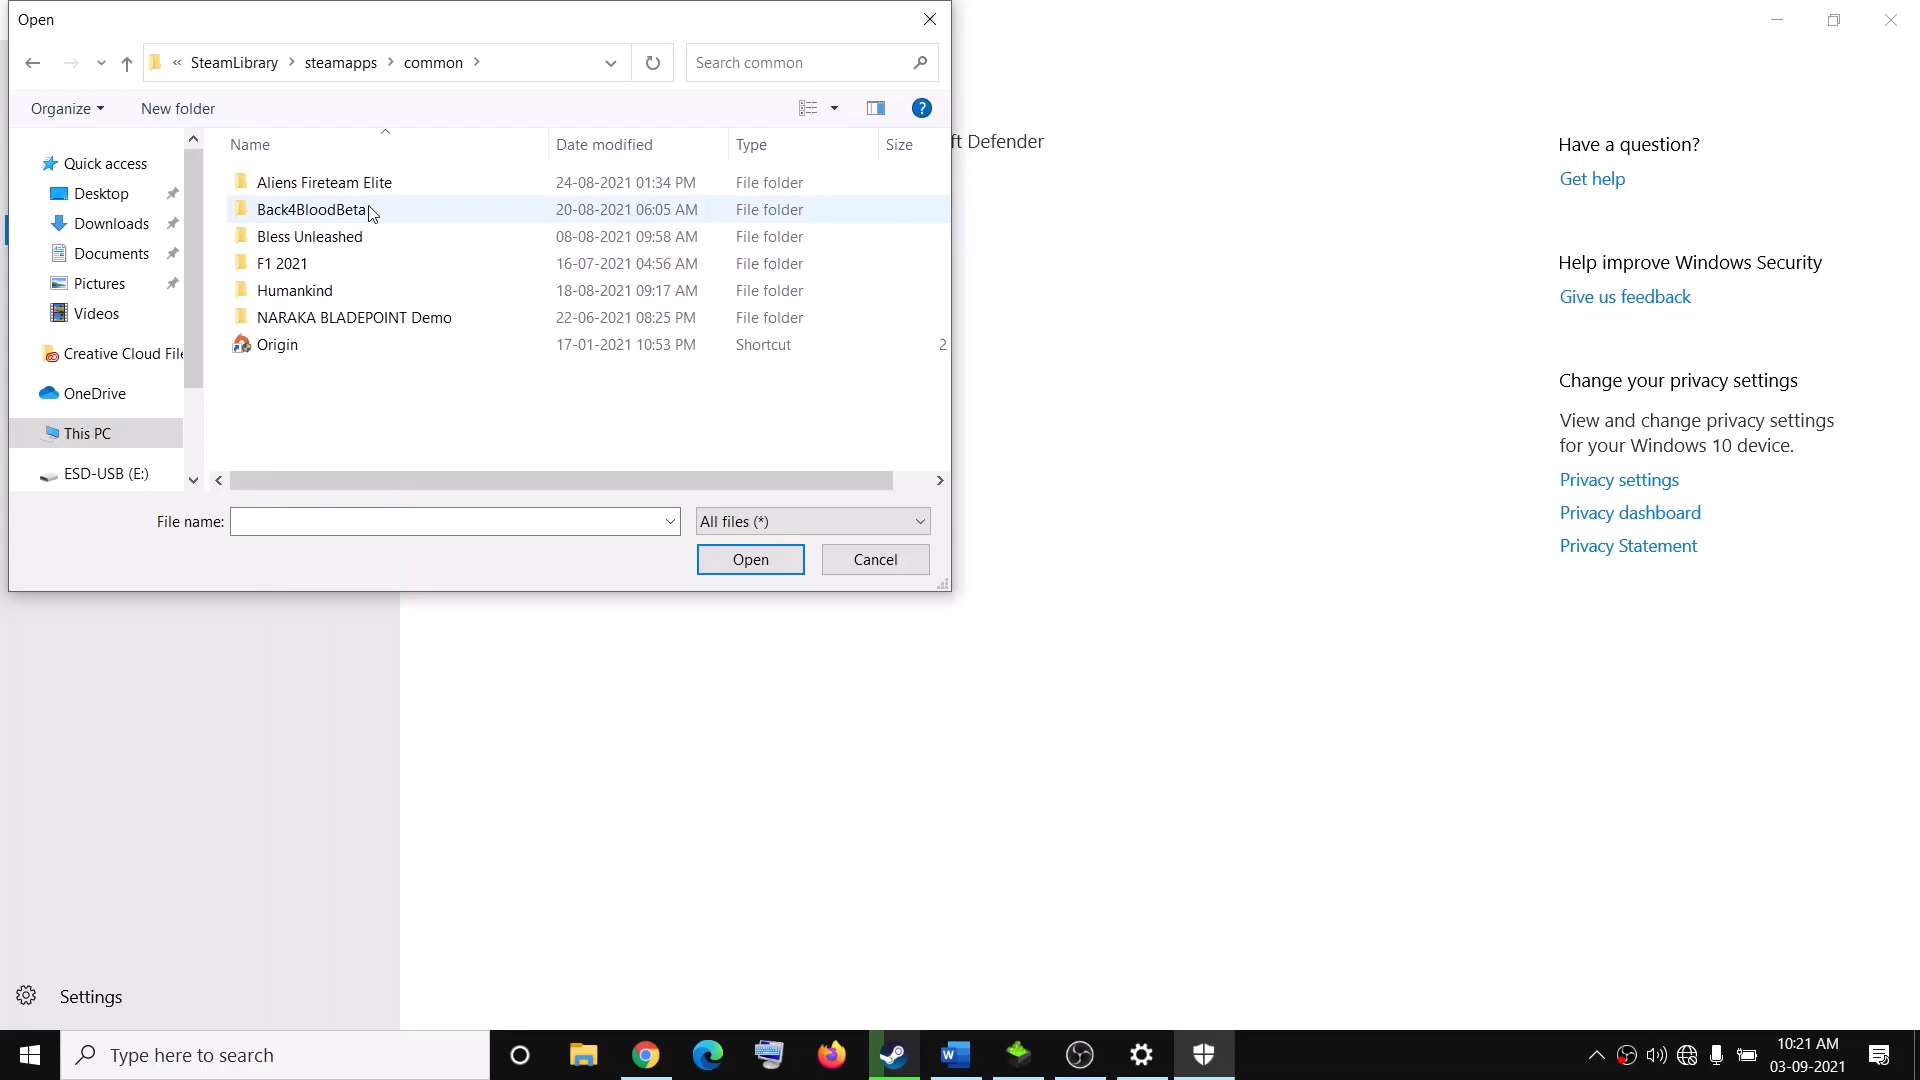 Open
« SteamLibrary > steamapps > common >
Search common
Organize
New folder
Name
Date modified
Type
Size
Quick access
Desktop
Downloads
Documents
Pictures
Videos
Creative Cloud File
OneDrive
This PC
ESD-USB (E:)
Aliens Fireteam Elite 24-08-2021 01:34 PM File folder
Back4BloodBeta 20-08-2021 06:05 AM File folder
Bless Unleashed 08-08-2021 09:58 AM File folder
F1 2021 16-07-2021 04:56 AM File folder
Humankind 18-08-2021 09:17 AM File folder
NARAKA BLADEPOINT Demo 22-06-2021 08:25 PM File folder
Origin 17-01-2021 10:53 PM Shortcut 2
File name:
All files (*)
Open
Cancel
ft Defender
Have a question?
Get help
Help improve Windows Security
Give us feedback
Change your privacy settings
View and change privacy settings
for your Windows 10 device.
Privacy settings
Privacy dashboard
Privacy Statement
Settings
Type here to search
10:21 AM
03-09-2021